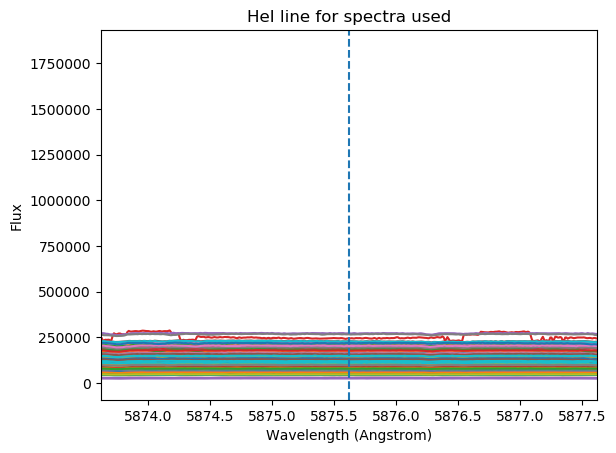 HeI line for spectra used
Flux
1750000
1500000
1250000
1000000
750000
500000
250000
0
5874.0 5874.5 5875.0 5875.5 5876.0 5876.5 5877.0 5877.5
Wavelength (Angstrom)